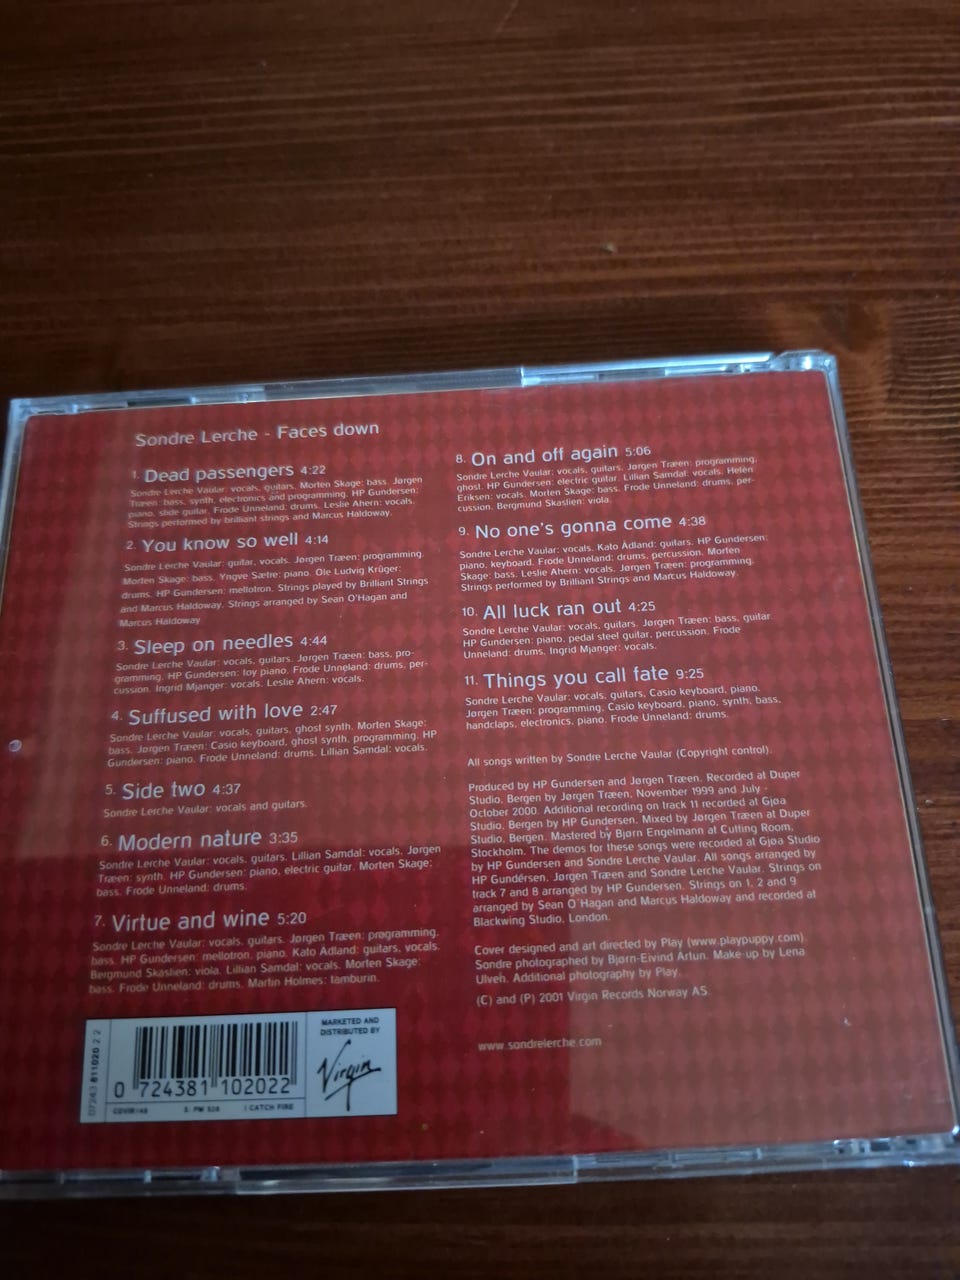 Sondre Lerche - Faces down
1. Dead passengers 4:22
Sondre Lerche Vaular: vocals, guitars. Morten Skage: bass. Jørgen
Træen: bass, synth, electronics and programming. HP Gundersen:
piano, slide guitar. Frode Unneland: drums. Leslie Ahern: vocals.
Strings performed by brilliant strings and Marcus Haldoway.
2. You know so well 4:14
Sondre Lerche Vaular: guitar, vocals. Jørgen Træen: programming.
Morten Skage: bass. Yngve Sætre: piano. Ole Ludvig Krüger:
drums. HP Gundersen: mellotron. Strings played by Brilliant Strings
and Marcus Haldoway. Strings arranged by Sean O'Hagan and
Marcus Haldoway
3. Sleep on needles 4:44
Sondre Lerche Vaular: vocals, guitars. Jørgen Træen: bass, pro-
gramming. HP Gundersen: toy piano. Frode Unneland: drums, per-
cussion. Ingrid Mjanger: vocals. Leslie Ahern: vocals.
4. Suffused with love 2:47
Sondre Lerche Vaular: vocals, guitars, ghost synth. Morten Skage:
bass. Jørgen Træen: Casio keyboard, ghost synth, programming. HP
Gundersen: piano. Frode Unneland: drums. Lillian Samdal: vocals.
5. Side two 4:37
Sondre Lerche Vaular: vocals and guitars.
6. Modern nature 3:35
Sondre Lerche Vaular: vocals, guitars. Lillian Samdal: vocals. Jørgen
Træen: synth. HP Gundersen: piano, electric guitar. Morten Skage:
bass. Frode Unneland: drums.
7. Virtue and wine 5:20
Sondre Lerche Vaular: vocals, guitars. Jørgen Træen: programming,
bass. HP Gundersen: mellotron, piano. Kato Ådland: guitars, vocals.
Bergmund Skaslien: viola. Lillian Samdal: vocals. Morten Skage:
bass. Frode Unneland: drums. Martin Holmes: tamburin.
8. On and off again 5:06
Sondre Lerche Vaular: vocals, guitars. Jørgen Træen: programming,
ghost. HP Gundersen: electric guitar. Lillian Samdal: vocals. Helén
Eriksen: vocals. Morten Skage: bass. Frode Unneland: drums, per-
cussion. Bergmund Skaslien: viola.
9. No one's gonna come 4:38
Sondre Lerche Vaular: vocals. Kato Ådland: guitars. HP Gundersen:
piano, keyboard. Frode Unneland: drums, percussion. Morten
Skage: bass. Leslie Ahern: vocals. Jørgen Træen: programming.
Strings performed by Brilliant Strings and Marcus Haldoway.
10. All luck ran out 4:25
Sondre Lerche Vaular: vocals, guitars. Jørgen Træen: bass, guitar.
HP Gundersen: piano, pedal steel guitar, percussion. Frode
Unneland: drums. Ingrid Mjanger: vocals.
11. Things you call fate 9:25
Sondre Lerche Vaular: vocals, guitars, Casio keyboard, piano.
Jørgen Træen: programming, Casio keyboard, piano, synth, bass,
handclaps, electronics, piano. Frode Unneland: drums.
All songs written by Sondre Lerche Vaular (Copyright control).
Produced by HP Gundersen and Jørgen Træen. Recorded at Duper
Studio, Bergen by Jørgen Træen, November 1999 and July -
October 2000. Additional recording on track 11 recorded at Gjøa
Studio, Bergen by HP Gundersen. Mixed by Jørgen Træen at Duper
Studio, Bergen. Mastered by Bjørn Engelmann at Cutting Room,
Stockholm. The demos for these songs were recorded at Gjøa Studio
by HP Gundersen and Sondre Lerche Vaular. All songs arranged by
HP Gundersen, Jørgen Træen and Sondre Lerche Vaular. Strings on
track 7 and 8 arranged by HP Gundersen. Strings on 1, 2 and 9
arranged by Sean O'Hagan and Marcus Haldoway and recorded at
Blackwing Studio, London.
Cover designed and art directed by Play (www.playpuppy.com).
Sondre photographed by Bjørn-Eivind Artun. Make-up by Lena
Ulveh. Additional photography by Play.
(C) and (P) 2001 Virgin Records Norway AS.
www.sondrelerche.com
07243 811020 2 2
0 724381 102022
CDVIR148 S: PM 528 I CATCH FIRE
MARKETED AND
DISTRIBUTED BY
Virgin